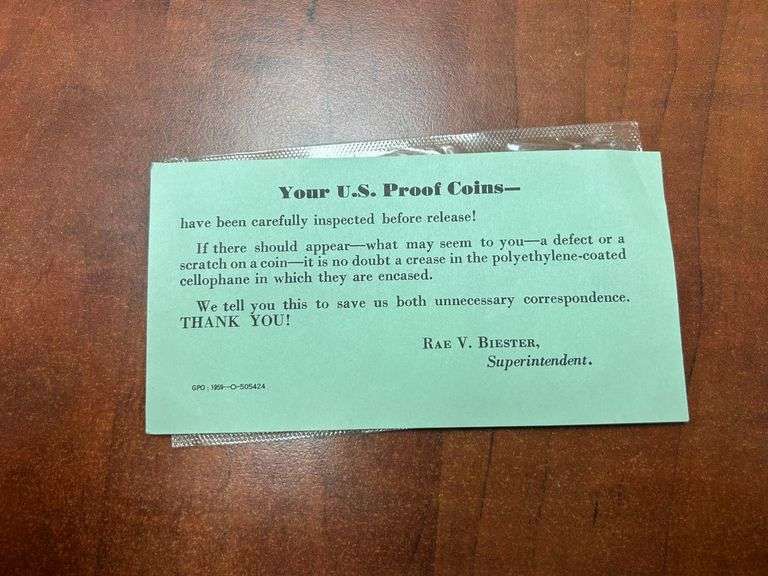 Your U.S. Proof Coins—
have been carefully inspected before release!
If there should appear—what may seem to you—a defect or a
scratch on a coin—it is no doubt a crease in the polyethylene-coated
cellophane in which they are encased.
We tell you this to save us both unnecessary correspondence.
THANK YOU!
RAE V. BIESTER,
Superintendent.
GPO : 1959—O-505424